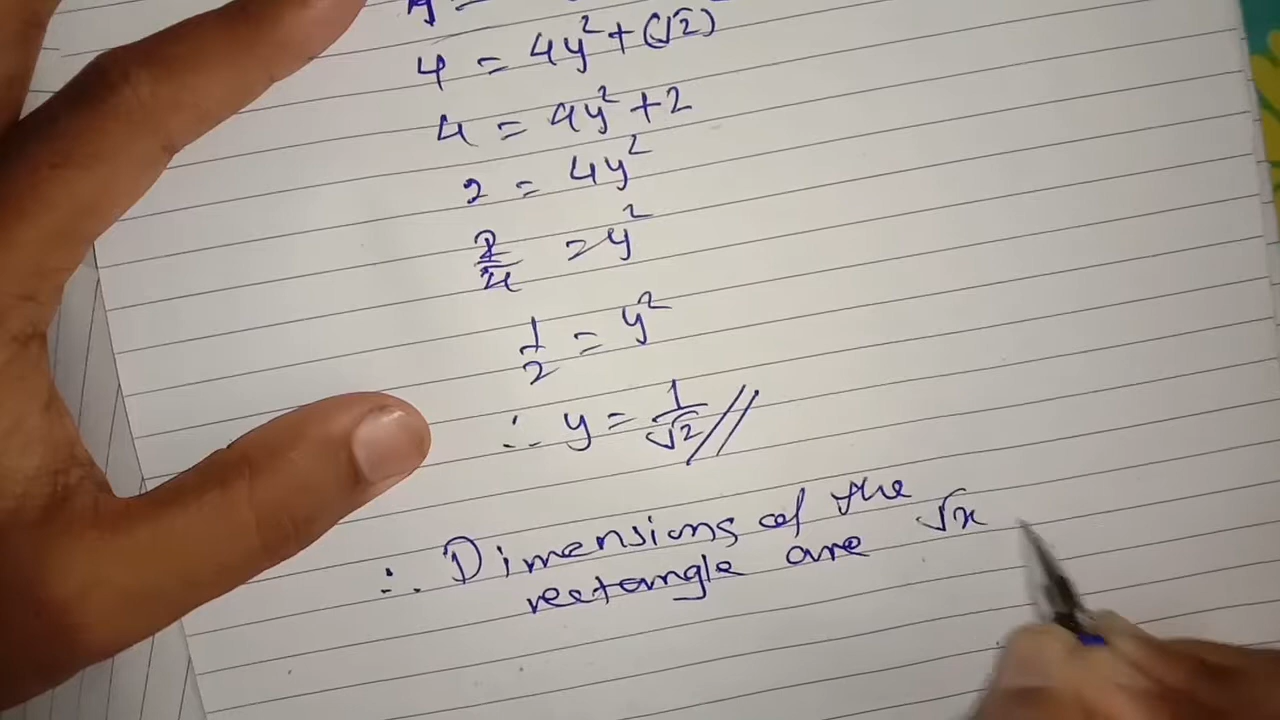 4 = 4y² + (√2)²
4 = 4y² + 2
2 = 4y²
2/4 = y²
1/2 = y²
∴ y = 1/√2 //
∴ Dimensions of the
rectangle are √x